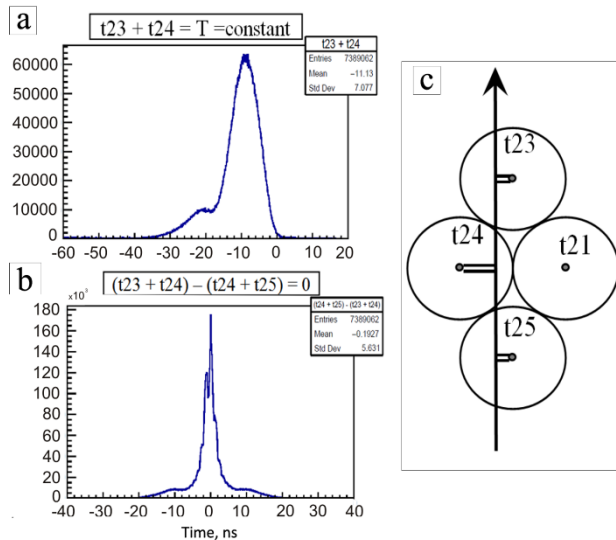 a
t23 + t24 = T =constant
t23 + t24
Entries 7389062
Mean −11.13
Std Dev 7.077
60000
50000
40000
30000
20000
10000
0
-60 -50 -40 -30 -20 -10 0 10 20
b
(t23 + t24) – (t24 + t25) = 0
×10³
(t24 + t25) - (t23 + t24)
Entries 7389062
Mean −0.1927
Std Dev 5.631
180
160
140
120
100
80
60
40
20
0
-40 -30 -20 -10 0 10 20 30 40
Time, ns
c
t23
t24 t21
t25